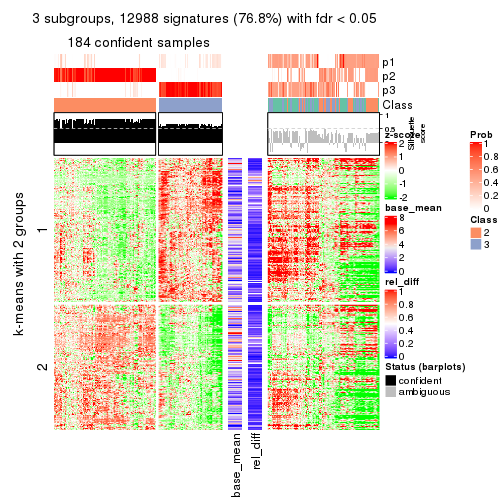 3 subgroups, 12988 signatures (76.8%) with fdr < 0.05
184 confident samples
p1
p2
p3
Class
1
0.5
0
Silhouette
score
k-means with 2 groups
1
2
base_mean
rel_diff
z-score
2
1
0
-1
-2
base_mean
8
6
4
2
0
rel_diff
1
0.8
0.6
0.4
0.2
0
Status (barplots)
confident
ambiguous
Prob
1
0.8
0.6
0.4
0.2
0
Class
2
3